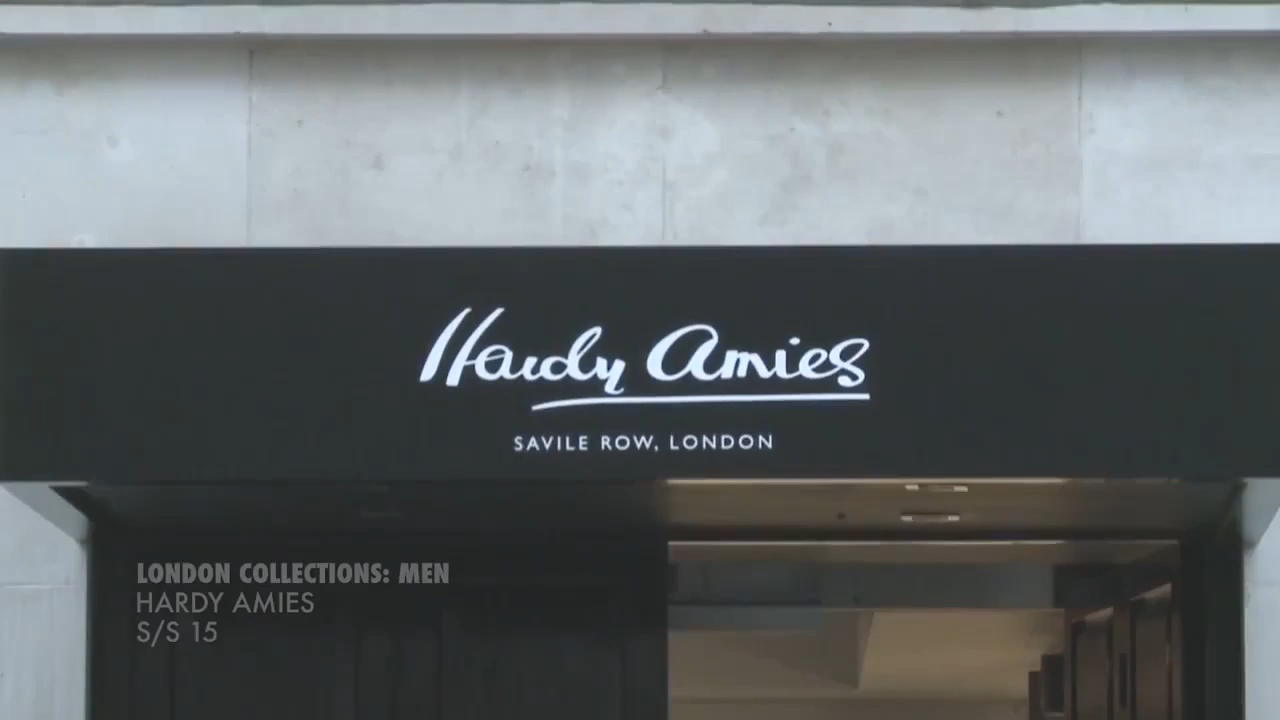 Hardy Amies
SAVILE ROW, LONDON
LONDON COLLECTIONS: MEN
HARDY AMIES
S/S 15